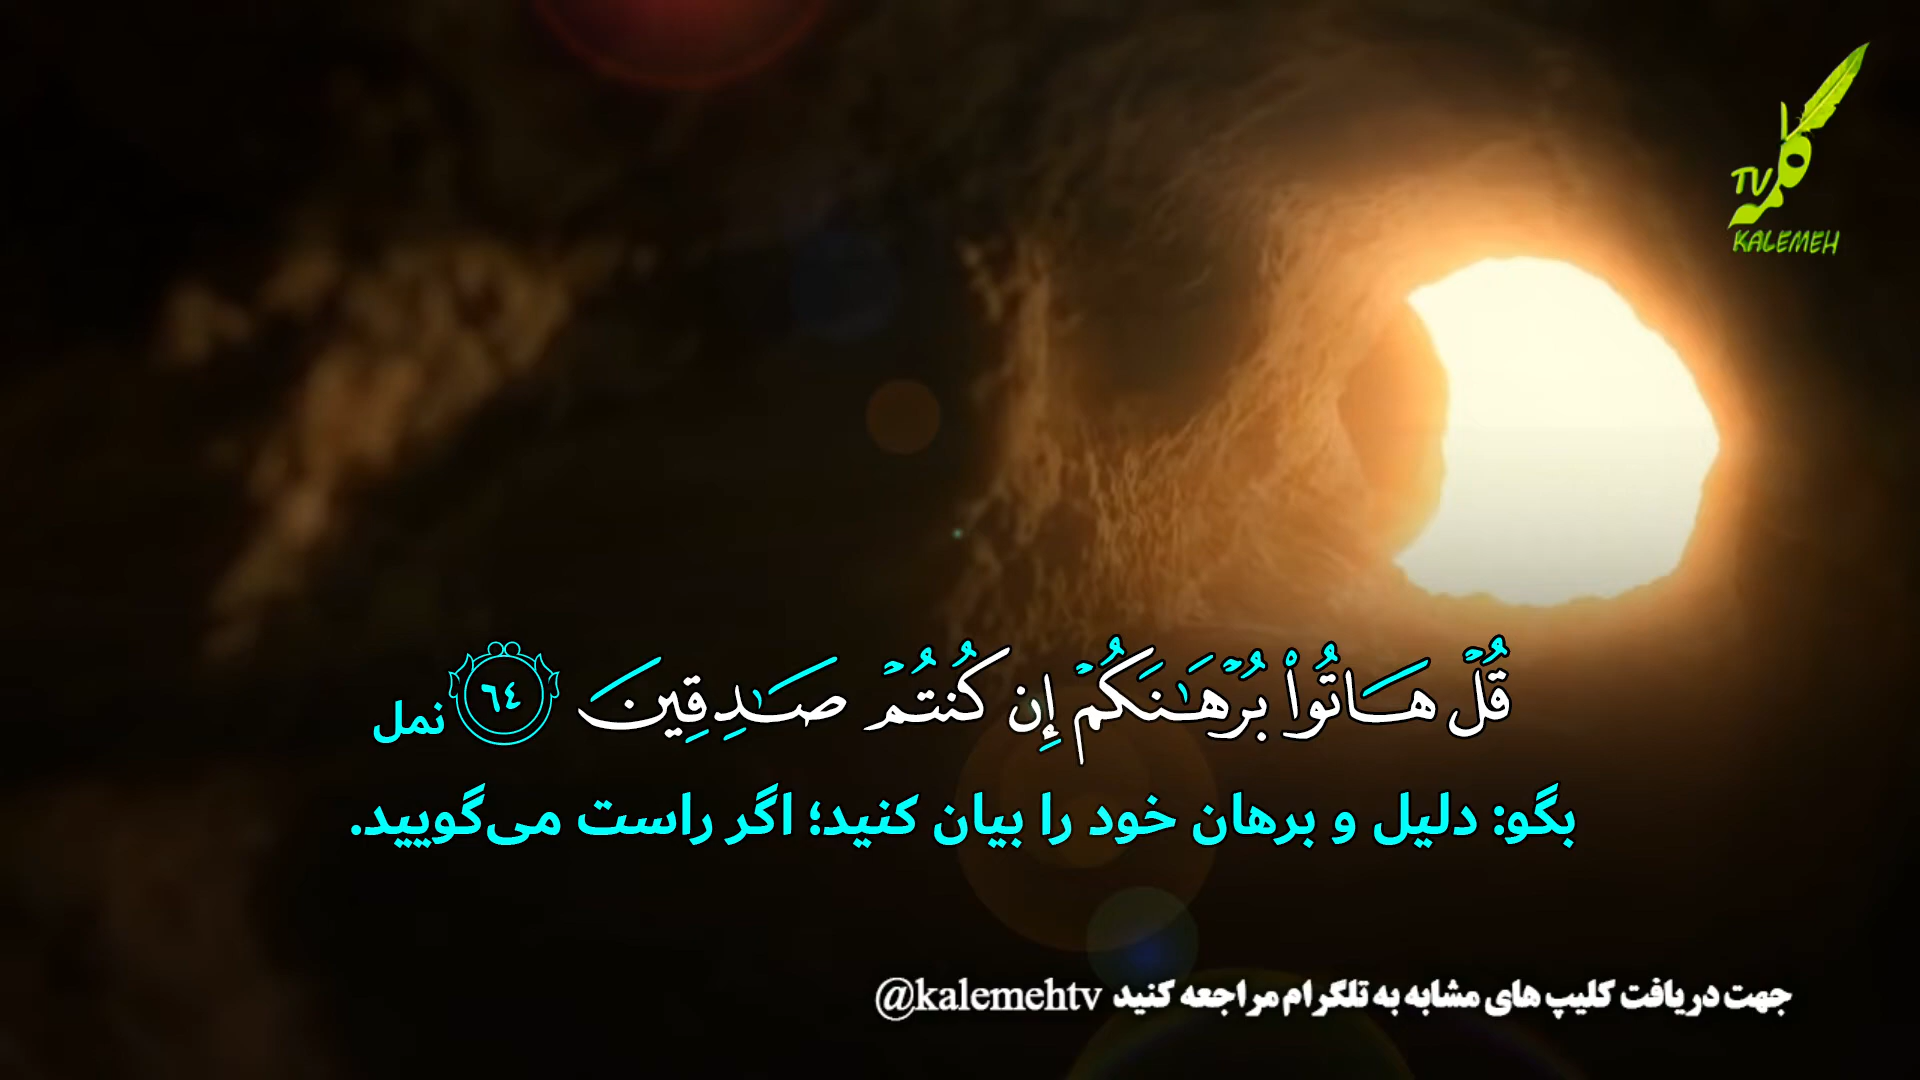 کلمه
TV
KALEMEH
قُلۡ هَاتُواْ بُرۡهَٰنَكُمۡ إِن كُنتُمۡ صَٰدِقِينَ ٦٤ نمل
بگو: دلیل و برهان خود را بیان کنید؛ اگر راست می‌گویید.
جهت دریافت کلیپ های مشابه به تلگرام مراجعه کنید @kalemehtv